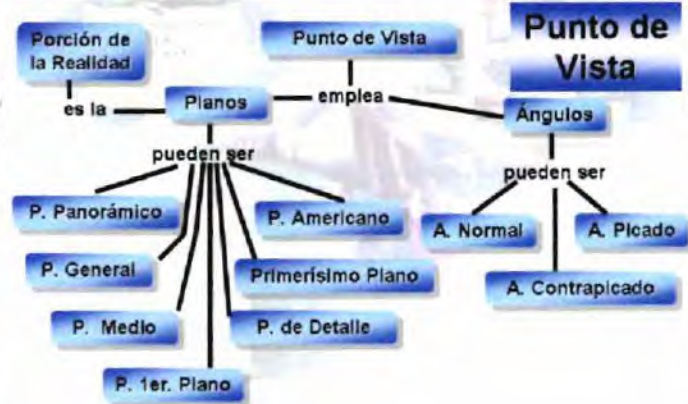 Punto de
Vista
Porción de
la Realidad
Punto de Vista
es la
Planos
emplea
Ángulos
pueden ser
pueden ser
P. Panorámico
P. Americano
A. Normal
A. Picado
P. General
Primerísimo Plano
A. Contrapicado
P. Medio
P. de Detalle
P. 1er. Plano